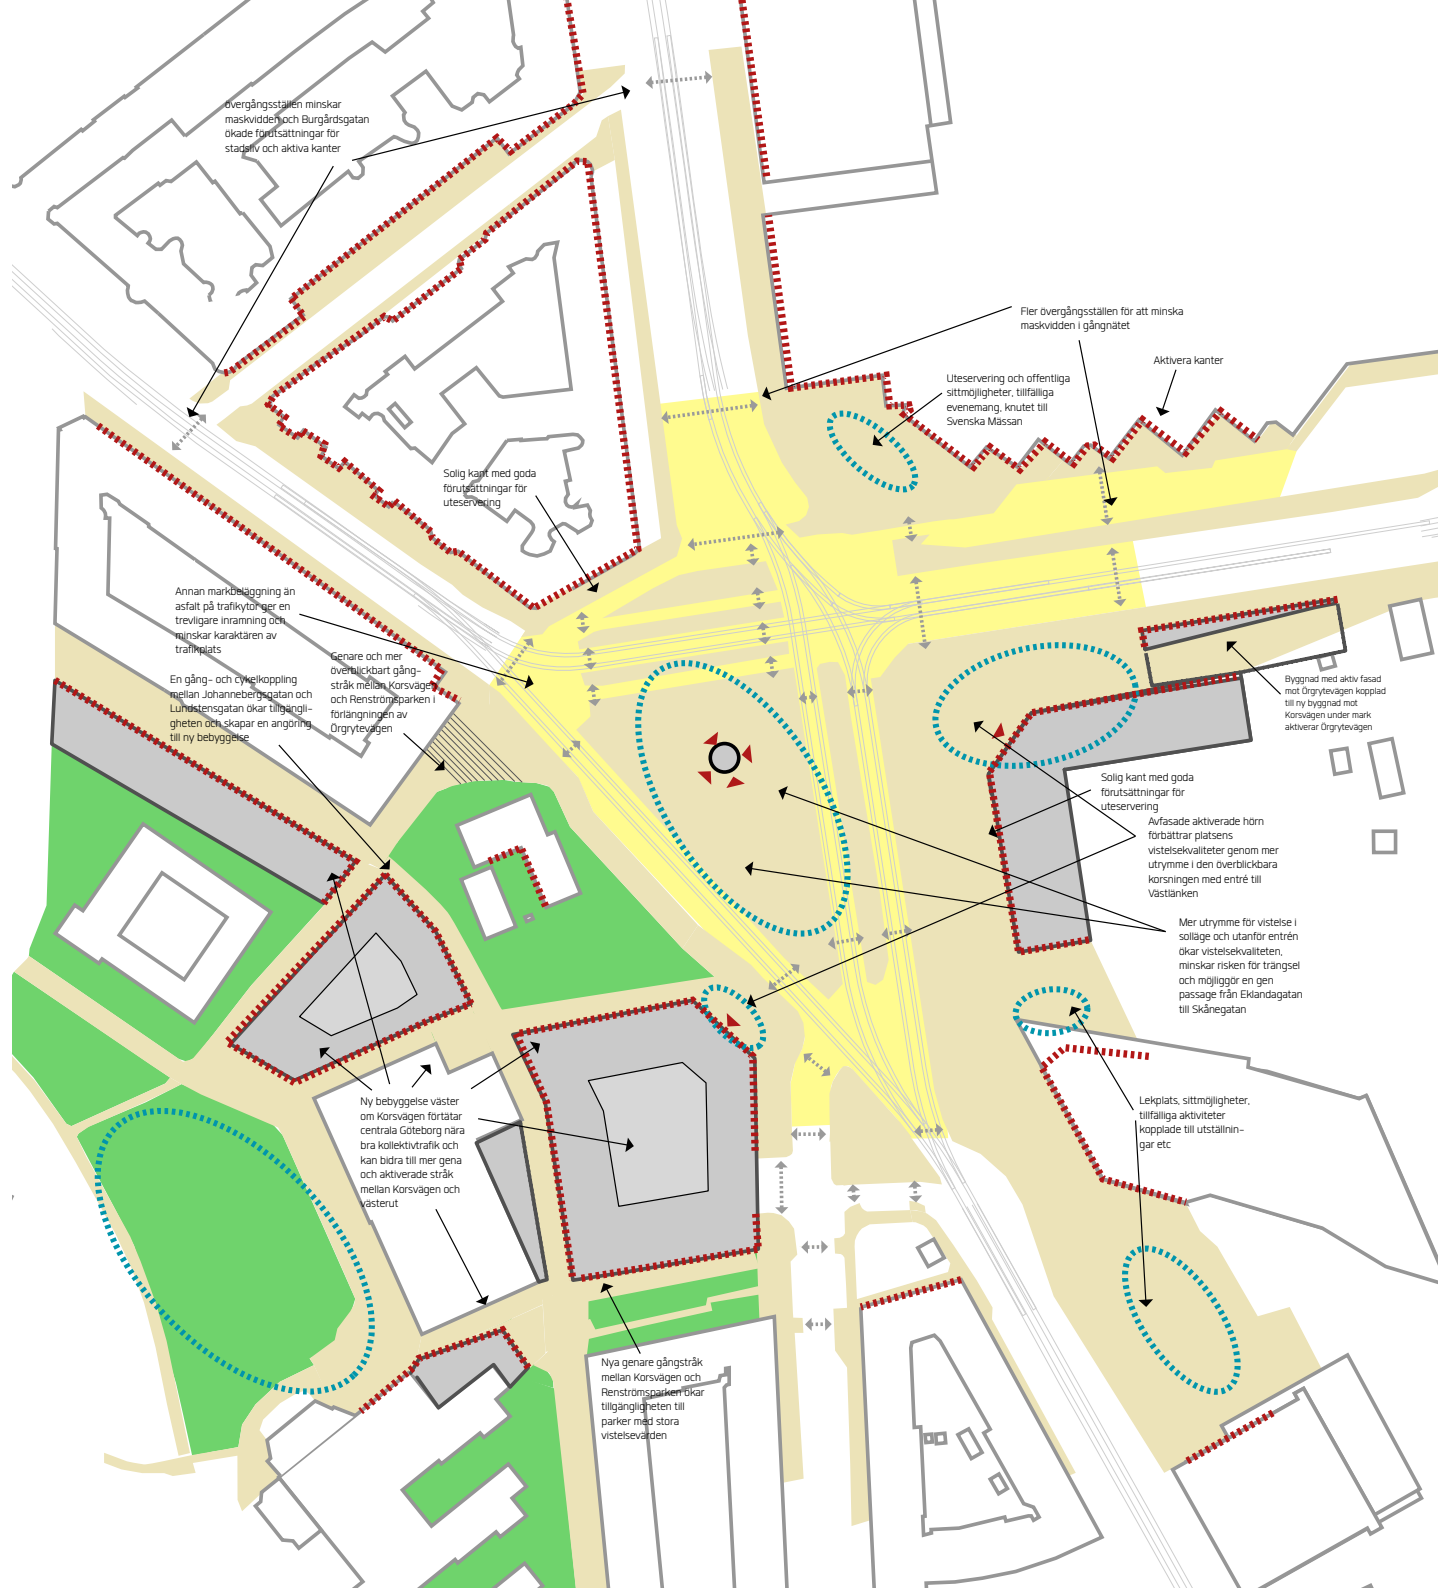 övergångsställen minskar
maskvidden och Burgårdsgatan
ökade förutsättningar för
stadsliv och aktiva kanter
Fler övergångsställen för att minska
maskvidden i gångnätet
Aktivera kanter
Uteservering och offentliga
sittmöjligheter, tillfälliga
evenemang, knutet till
Svenska Mässan
Solig kant med goda
förutsättningar för
uteservering
Annan markbeläggning än
asfalt på trafikytor ger en
trevligare inramning och
minskar karaktären av
trafikplats
Genare och mer
överblickbart gång-
stråk mellan Korsvägen
och Renströmsparken i
förlängningen av
Örgrytevägen
En gång- och cykelkoppling
mellan Johannebergsgatan och
Lundstensgatan ökar tillgängli-
gheten och skapar en angöring
till ny bebyggelse
Byggnad med aktiv fasad
mot Örgrytevägen kopplad
till ny byggnad mot
Korsvägen under mark
aktiverar Örgrytevägen
Solig kant med goda
förutsättningar för
uteservering
Avfasade aktiverade hörn
förbättrar platsens
vistelsekvaliteter genom mer
utrymme i den överblickbara
korsningen med entré till
Västlänken
Mer utrymme för vistelse i
solläge och utanför entrén
ökar vistelsekvaliteten,
minskar risken för trängsel
och möjliggör en gen
passage från Eklandagatan
till Skånegatan
Ny bebyggelse väster
om Korsvägen förtätar
centrala Göteborg nära
bra kollektivtrafik och
kan bidra till mer gena
och aktiverade stråk
mellan Korsvägen och
västerut
Lekplats, sittmöjligheter,
tillfälliga aktiviteter
kopplade till utställnin-
gar etc
Nya genare gångstråk
mellan Korsvägen och
Renströmsparken ökar
tillgängligheten till
parker med stora
vistelsevärden